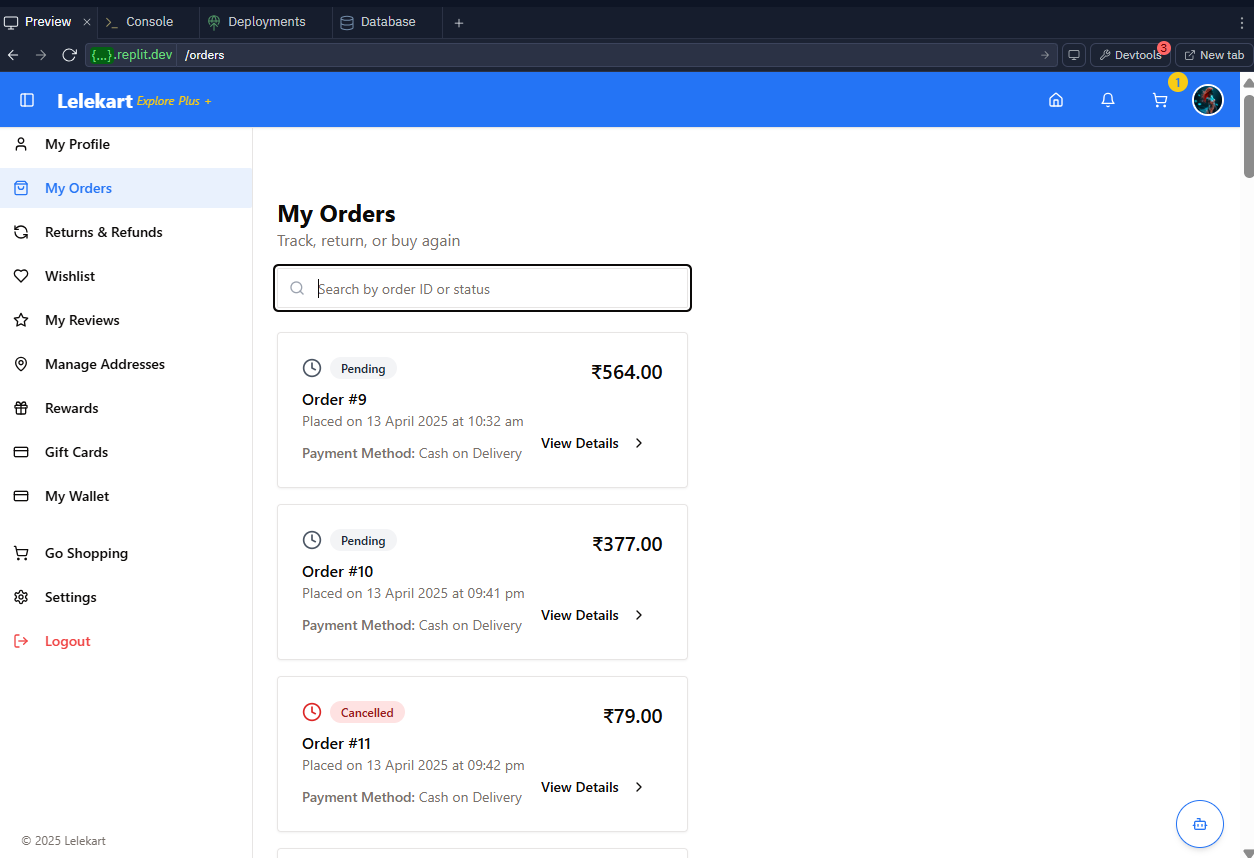 Preview × >_ Console Deployments Database +
{...}.replit.dev /orders Devtools 3 New tab
Lelekart Explore Plus + 1
My Profile
My Orders
Returns & Refunds
Wishlist
My Reviews
Manage Addresses
Rewards
Gift Cards
My Wallet
Go Shopping
Settings
Logout
© 2025 Lelekart
My Orders
Track, return, or buy again
Search by order ID or status
Pending ₹564.00
Order #9
Placed on 13 April 2025 at 10:32 am
View Details
Payment Method: Cash on Delivery
Pending ₹377.00
Order #10
Placed on 13 April 2025 at 09:41 pm
View Details
Payment Method: Cash on Delivery
Cancelled ₹79.00
Order #11
Placed on 13 April 2025 at 09:42 pm
View Details
Payment Method: Cash on Delivery